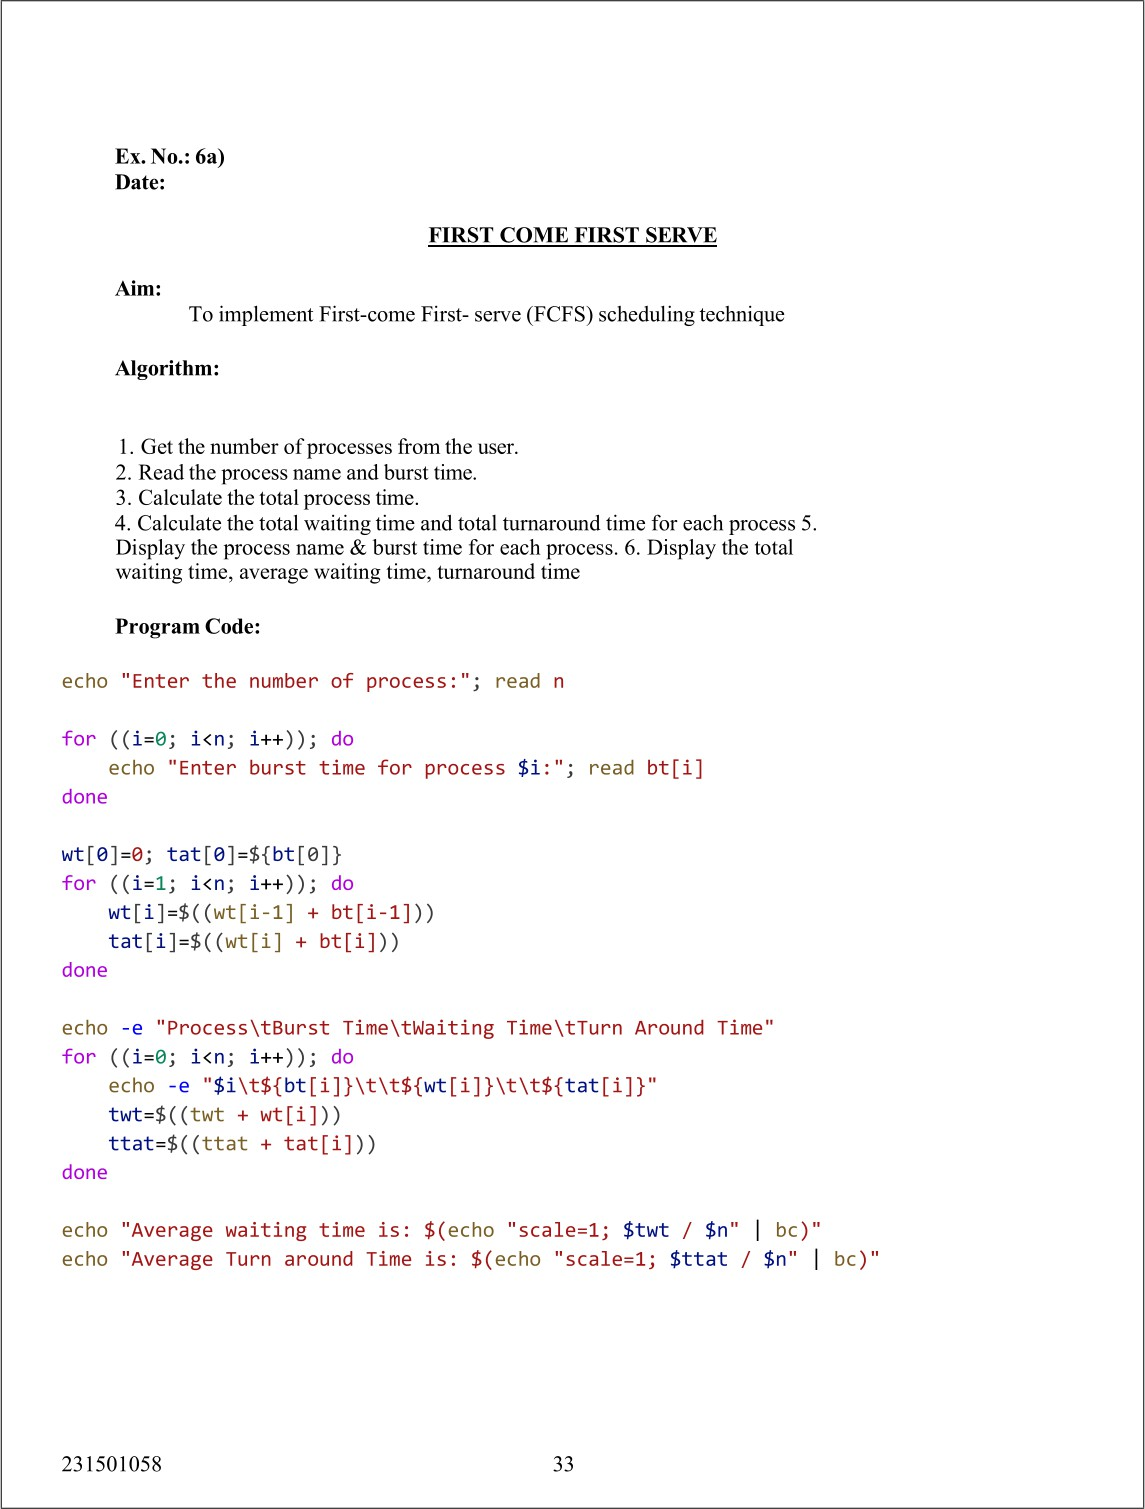 Ex. No.: 6a)
Date:
FIRST COME FIRST SERVE
Aim:
To implement First-come First- serve (FCFS) scheduling technique
Algorithm:
1. Get the number of processes from the user.
2. Read the process name and burst time.
3. Calculate the total process time.
4. Calculate the total waiting time and total turnaround time for each process 5.
Display the process name & burst time for each process. 6. Display the total
waiting time, average waiting time, turnaround time
Program Code:
echo "Enter the number of process:"; read n
for ((i=0; i<n; i++)); do
    echo "Enter burst time for process $i:"; read bt[i]
done
wt[0]=0; tat[0]=${bt[0]}
for ((i=1; i<n; i++)); do
    wt[i]=$((wt[i-1] + bt[i-1]))
    tat[i]=$((wt[i] + bt[i]))
done
echo -e "Process\tBurst Time\tWaiting Time\tTurn Around Time"
for ((i=0; i<n; i++)); do
    echo -e "$i\t${bt[i]}\t\t${wt[i]}\t\t${tat[i]}"
    twt=$((twt + wt[i]))
    ttat=$((ttat + tat[i]))
done
echo "Average waiting time is: $(echo "scale=1; $twt / $n" | bc)"
echo "Average Turn around Time is: $(echo "scale=1; $ttat / $n" | bc)"
231501058 33